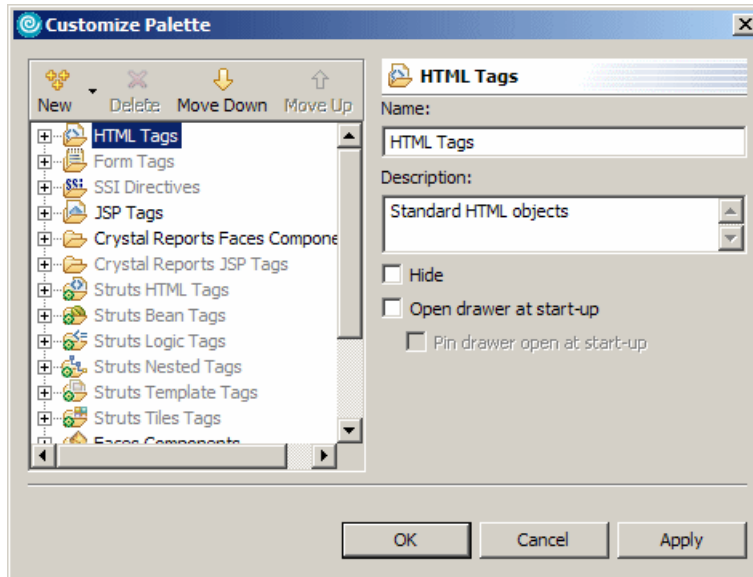 Customize Palette
New Delete Move Down Move Up
HTML Tags
Form Tags
SSI Directives
JSP Tags
Crystal Reports Faces Compone
Crystal Reports JSP Tags
Struts HTML Tags
Struts Bean Tags
Struts Logic Tags
Struts Nested Tags
Struts Template Tags
Struts Tiles Tags
Faces Components
HTML Tags
Name:
HTML Tags
Description:
Standard HTML objects
Hide
Open drawer at start-up
Pin drawer open at start-up
OK Cancel Apply